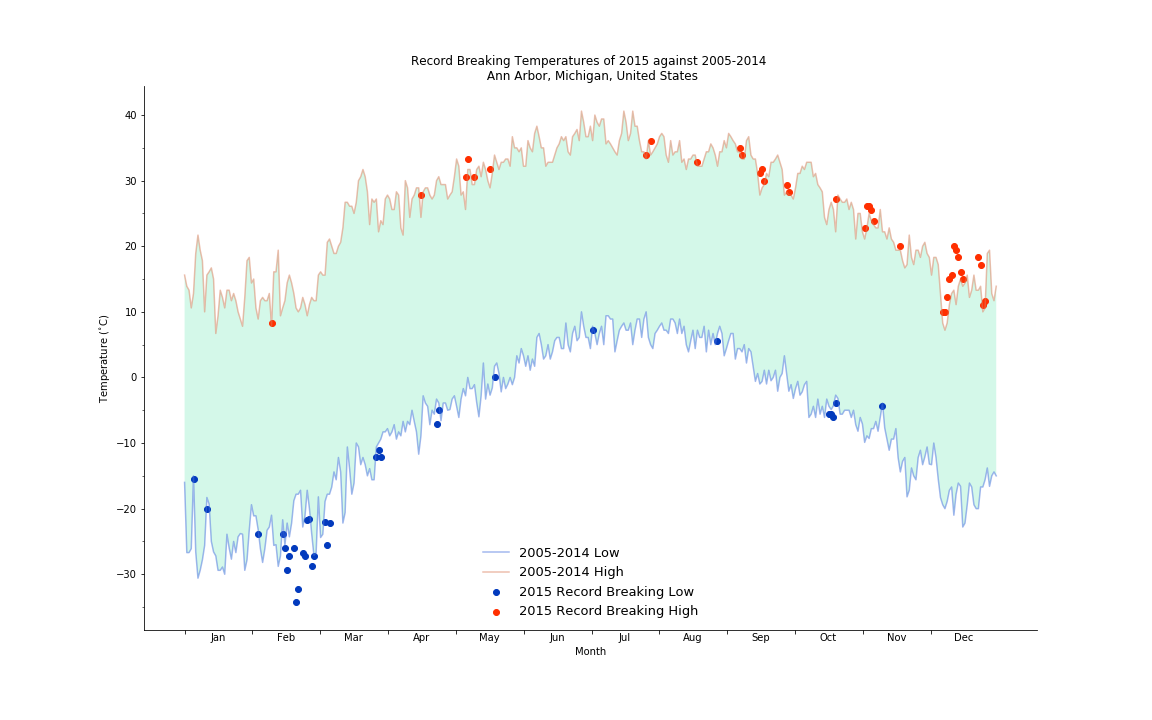 Record Breaking Temperatures of 2015 against 2005-2014
Ann Arbor, Michigan, United States
Temperature (˚C)
40
30
20
10
0
−10
−20
−30
2005-2014 Low
2005-2014 High
2015 Record Breaking Low
2015 Record Breaking High
Jan Feb Mar Apr May Jun Jul Aug Sep Oct Nov Dec
Month